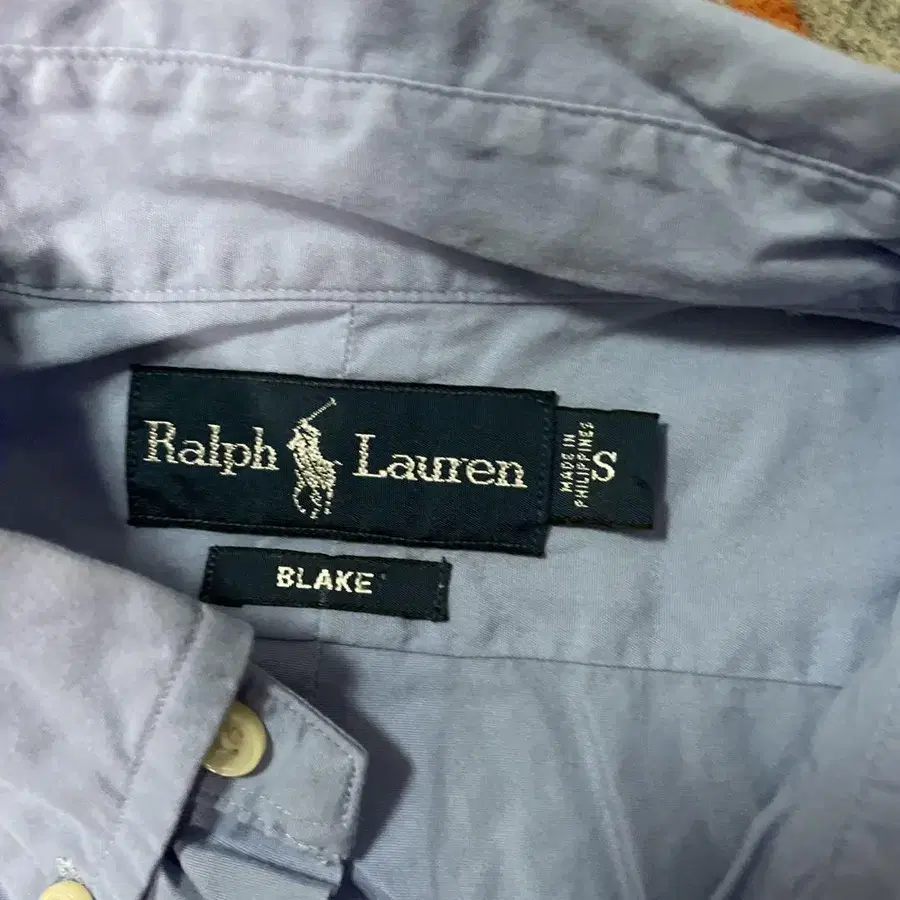 Ralph Lauren
MADE IN
PHILIPPINES
S
BLAKE